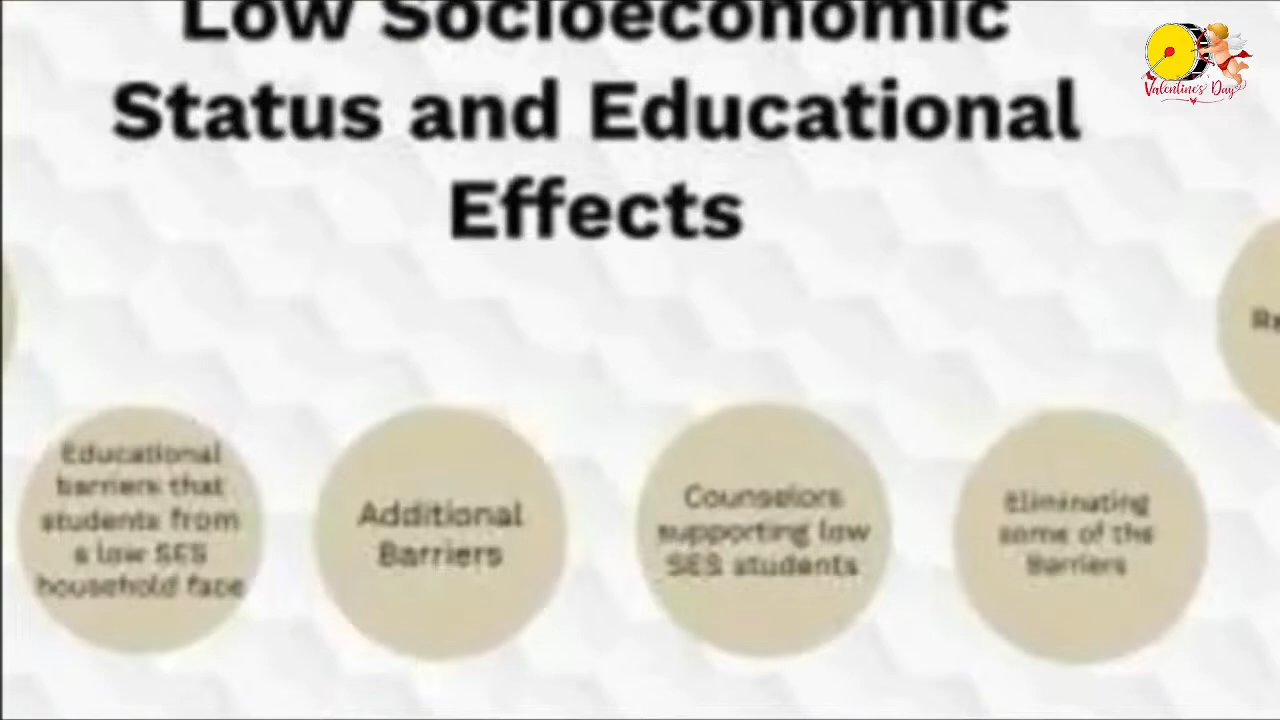 Low Socioeconomic
Status and Educational
Effects
Valentine's Day
Educational
barriers that
students from
a low SES
household face
Additional
Barriers
Counselors
supporting low
SES students
Eliminating
some of the
Barriers